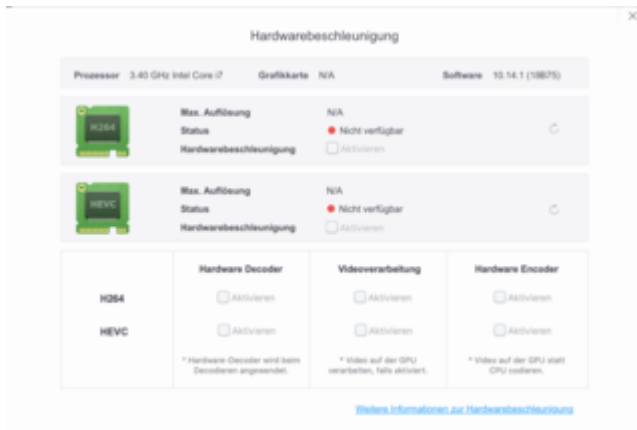 Hardwarebeschleunigung
Prozessor 3.40 GHz Intel Core i7 Grafikkarte N/A Software 10.14.1 (18B75)
H264 Max. Auflösung N/A
Status Nicht verfügbar
Hardwarebeschleunigung Aktivieren
HEVC Max. Auflösung N/A
Status Nicht verfügbar
Hardwarebeschleunigung Aktivieren
Hardware Decoder Videoverarbeitung Hardware Encoder
H264 Aktivieren Aktivieren Aktivieren
HEVC Aktivieren Aktivieren Aktivieren
* Hardware-Decoder wird beim * Video auf der GPU * Video auf der GPU statt
Decodieren angewendet. verarbeiten, falls aktiviert. CPU codieren.
Weitere Informationen zur Hardwarebeschleunigung